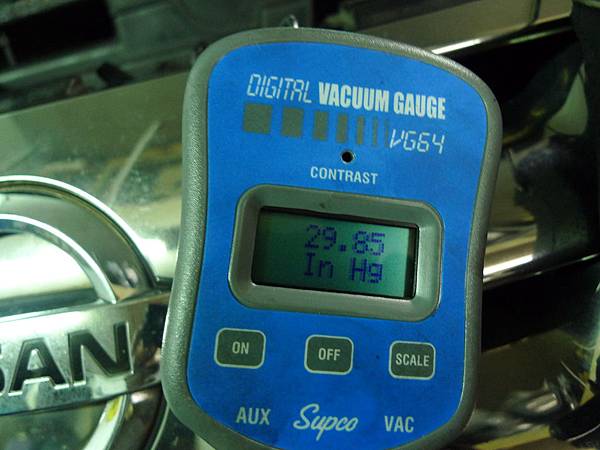 DIGITAL VACUUM GAUGE
VG64
CONTRAST
29.85
In Hg
ON OFF SCALE
AUX Supco VAC
SAN